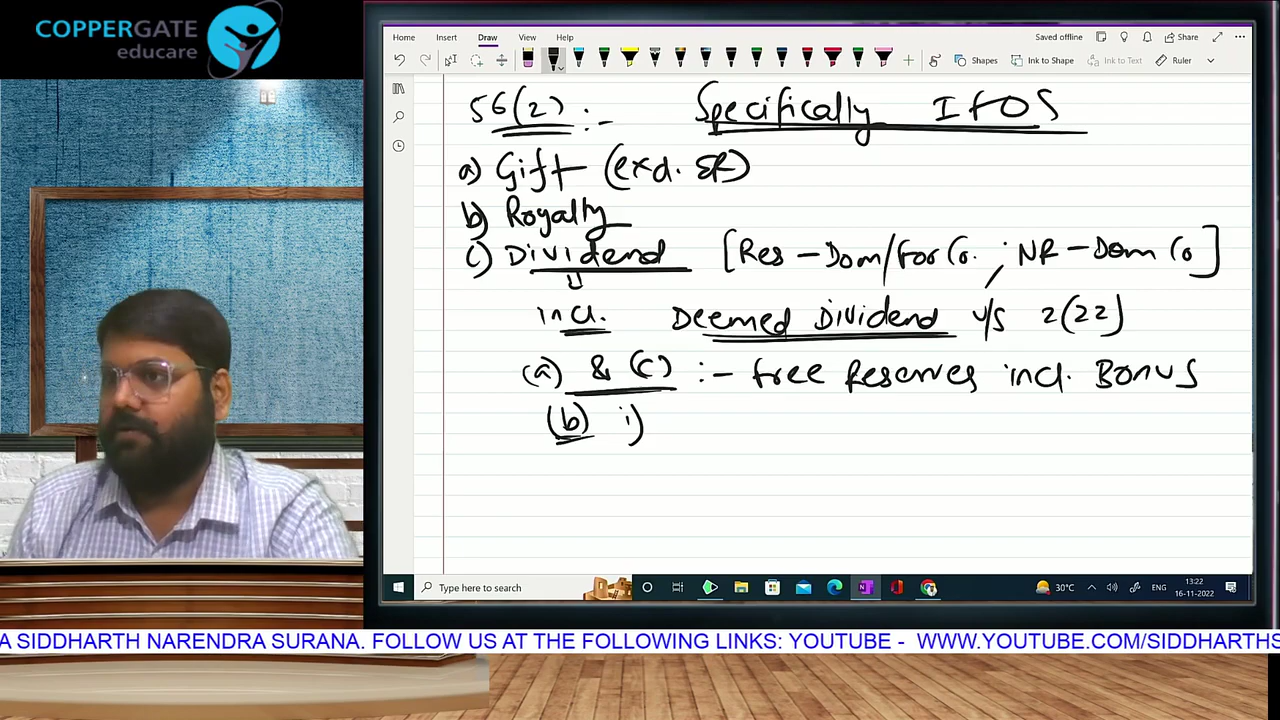 COPPERGATE
educare
Home Insert Draw View Help
Saved offline
Share
Shapes
Ink to Shape
Ink to Text
Ruler
56(2) :- Specifically IFOS
a) Gift (excl. SR)
b) Royalty
c) Dividend [Res - Dom/For Co. ; NR - Dom Co]
incl. Deemed Dividend u/s 2(22)
(a) & (c) :- free Reserves incl. Bonus
(b) i)
Type here to search
30°C
ENG
13:22
16-11-2022
A SIDDHARTH NARENDRA SURANA. FOLLOW US AT THE FOLLOWING LINKS: YOUTUBE - WWW.YOUTUBE.COM/SIDDHARTHS